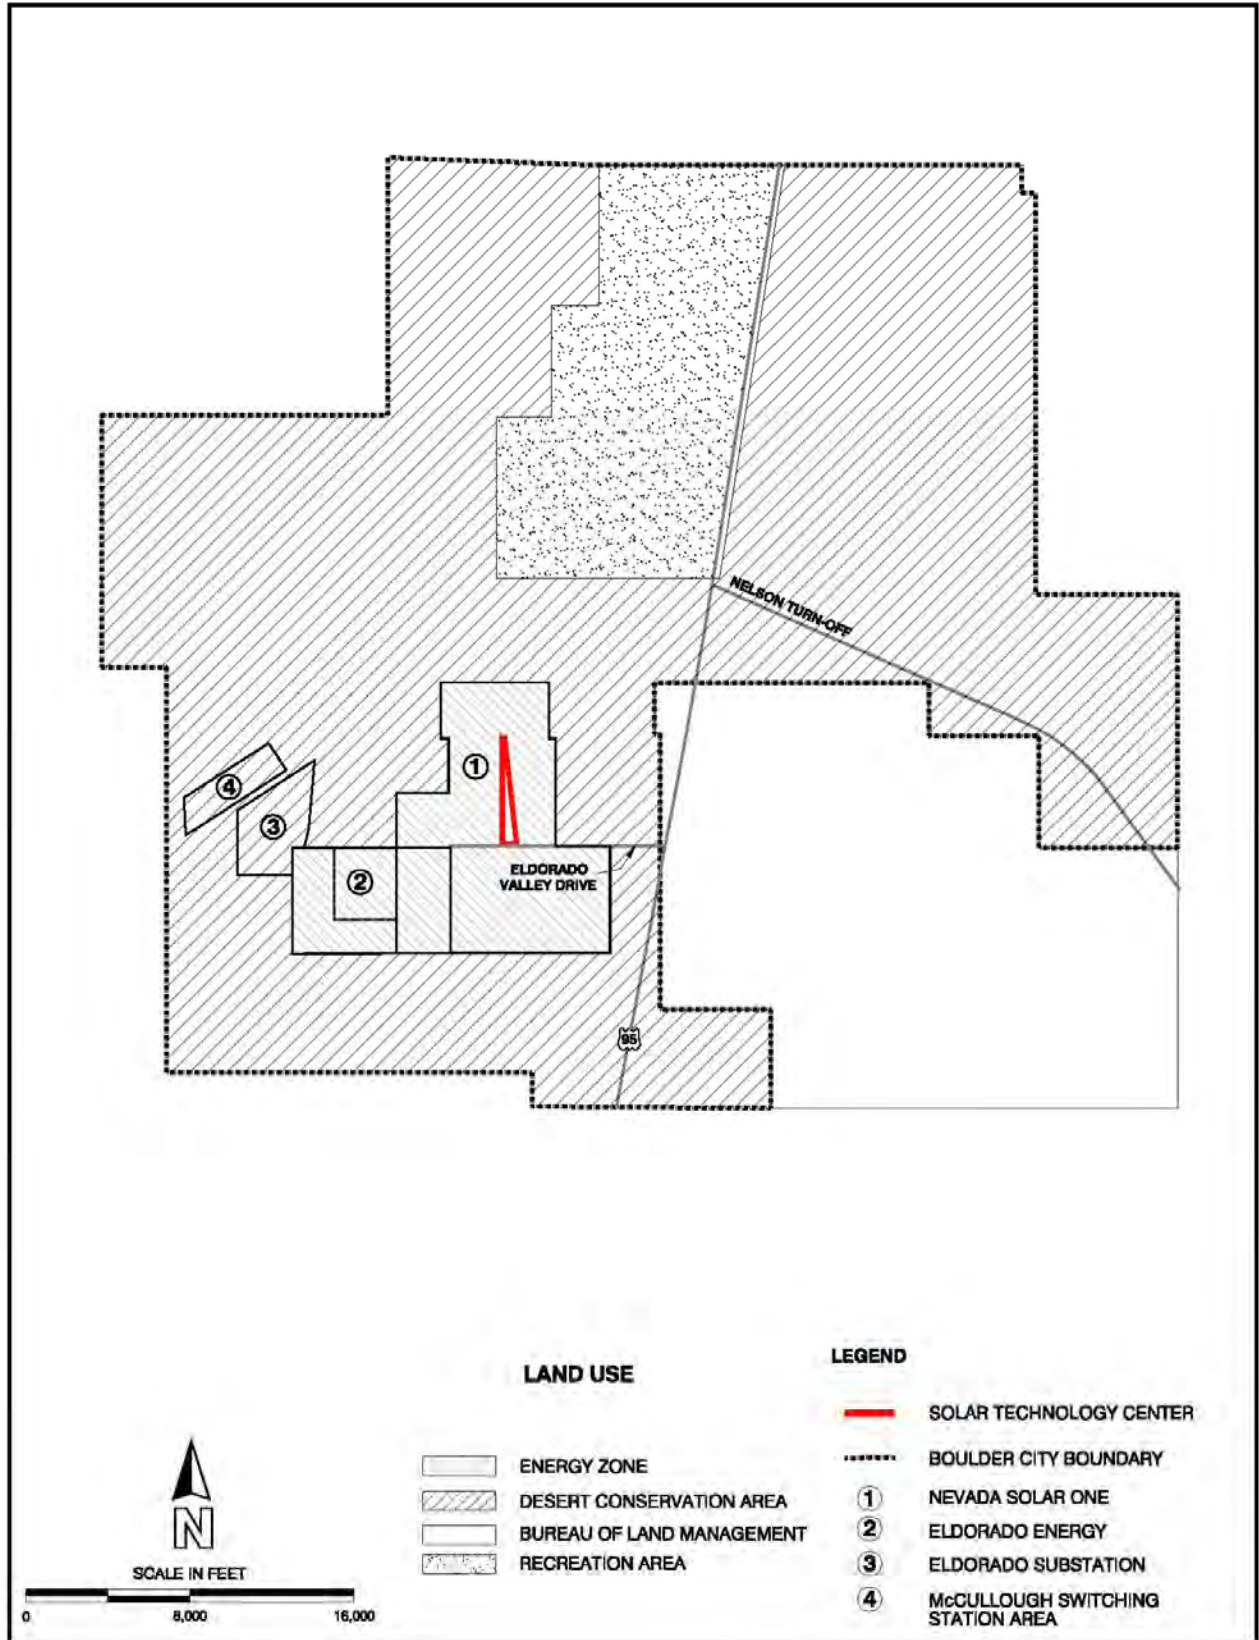 NELSON TURN-OFF
1
4
3
2
ELDORADO
VALLEY DRIVE
95
LAND USE
ENERGY ZONE
DESERT CONSERVATION AREA
BUREAU OF LAND MANAGEMENT
RECREATION AREA
LEGEND
SOLAR TECHNOLOGY CENTER
BOULDER CITY BOUNDARY
1 NEVADA SOLAR ONE
2 ELDORADO ENERGY
3 ELDORADO SUBSTATION
4 McCULLOUGH SWITCHING
STATION AREA
N
SCALE IN FEET
0 8,000 16,000